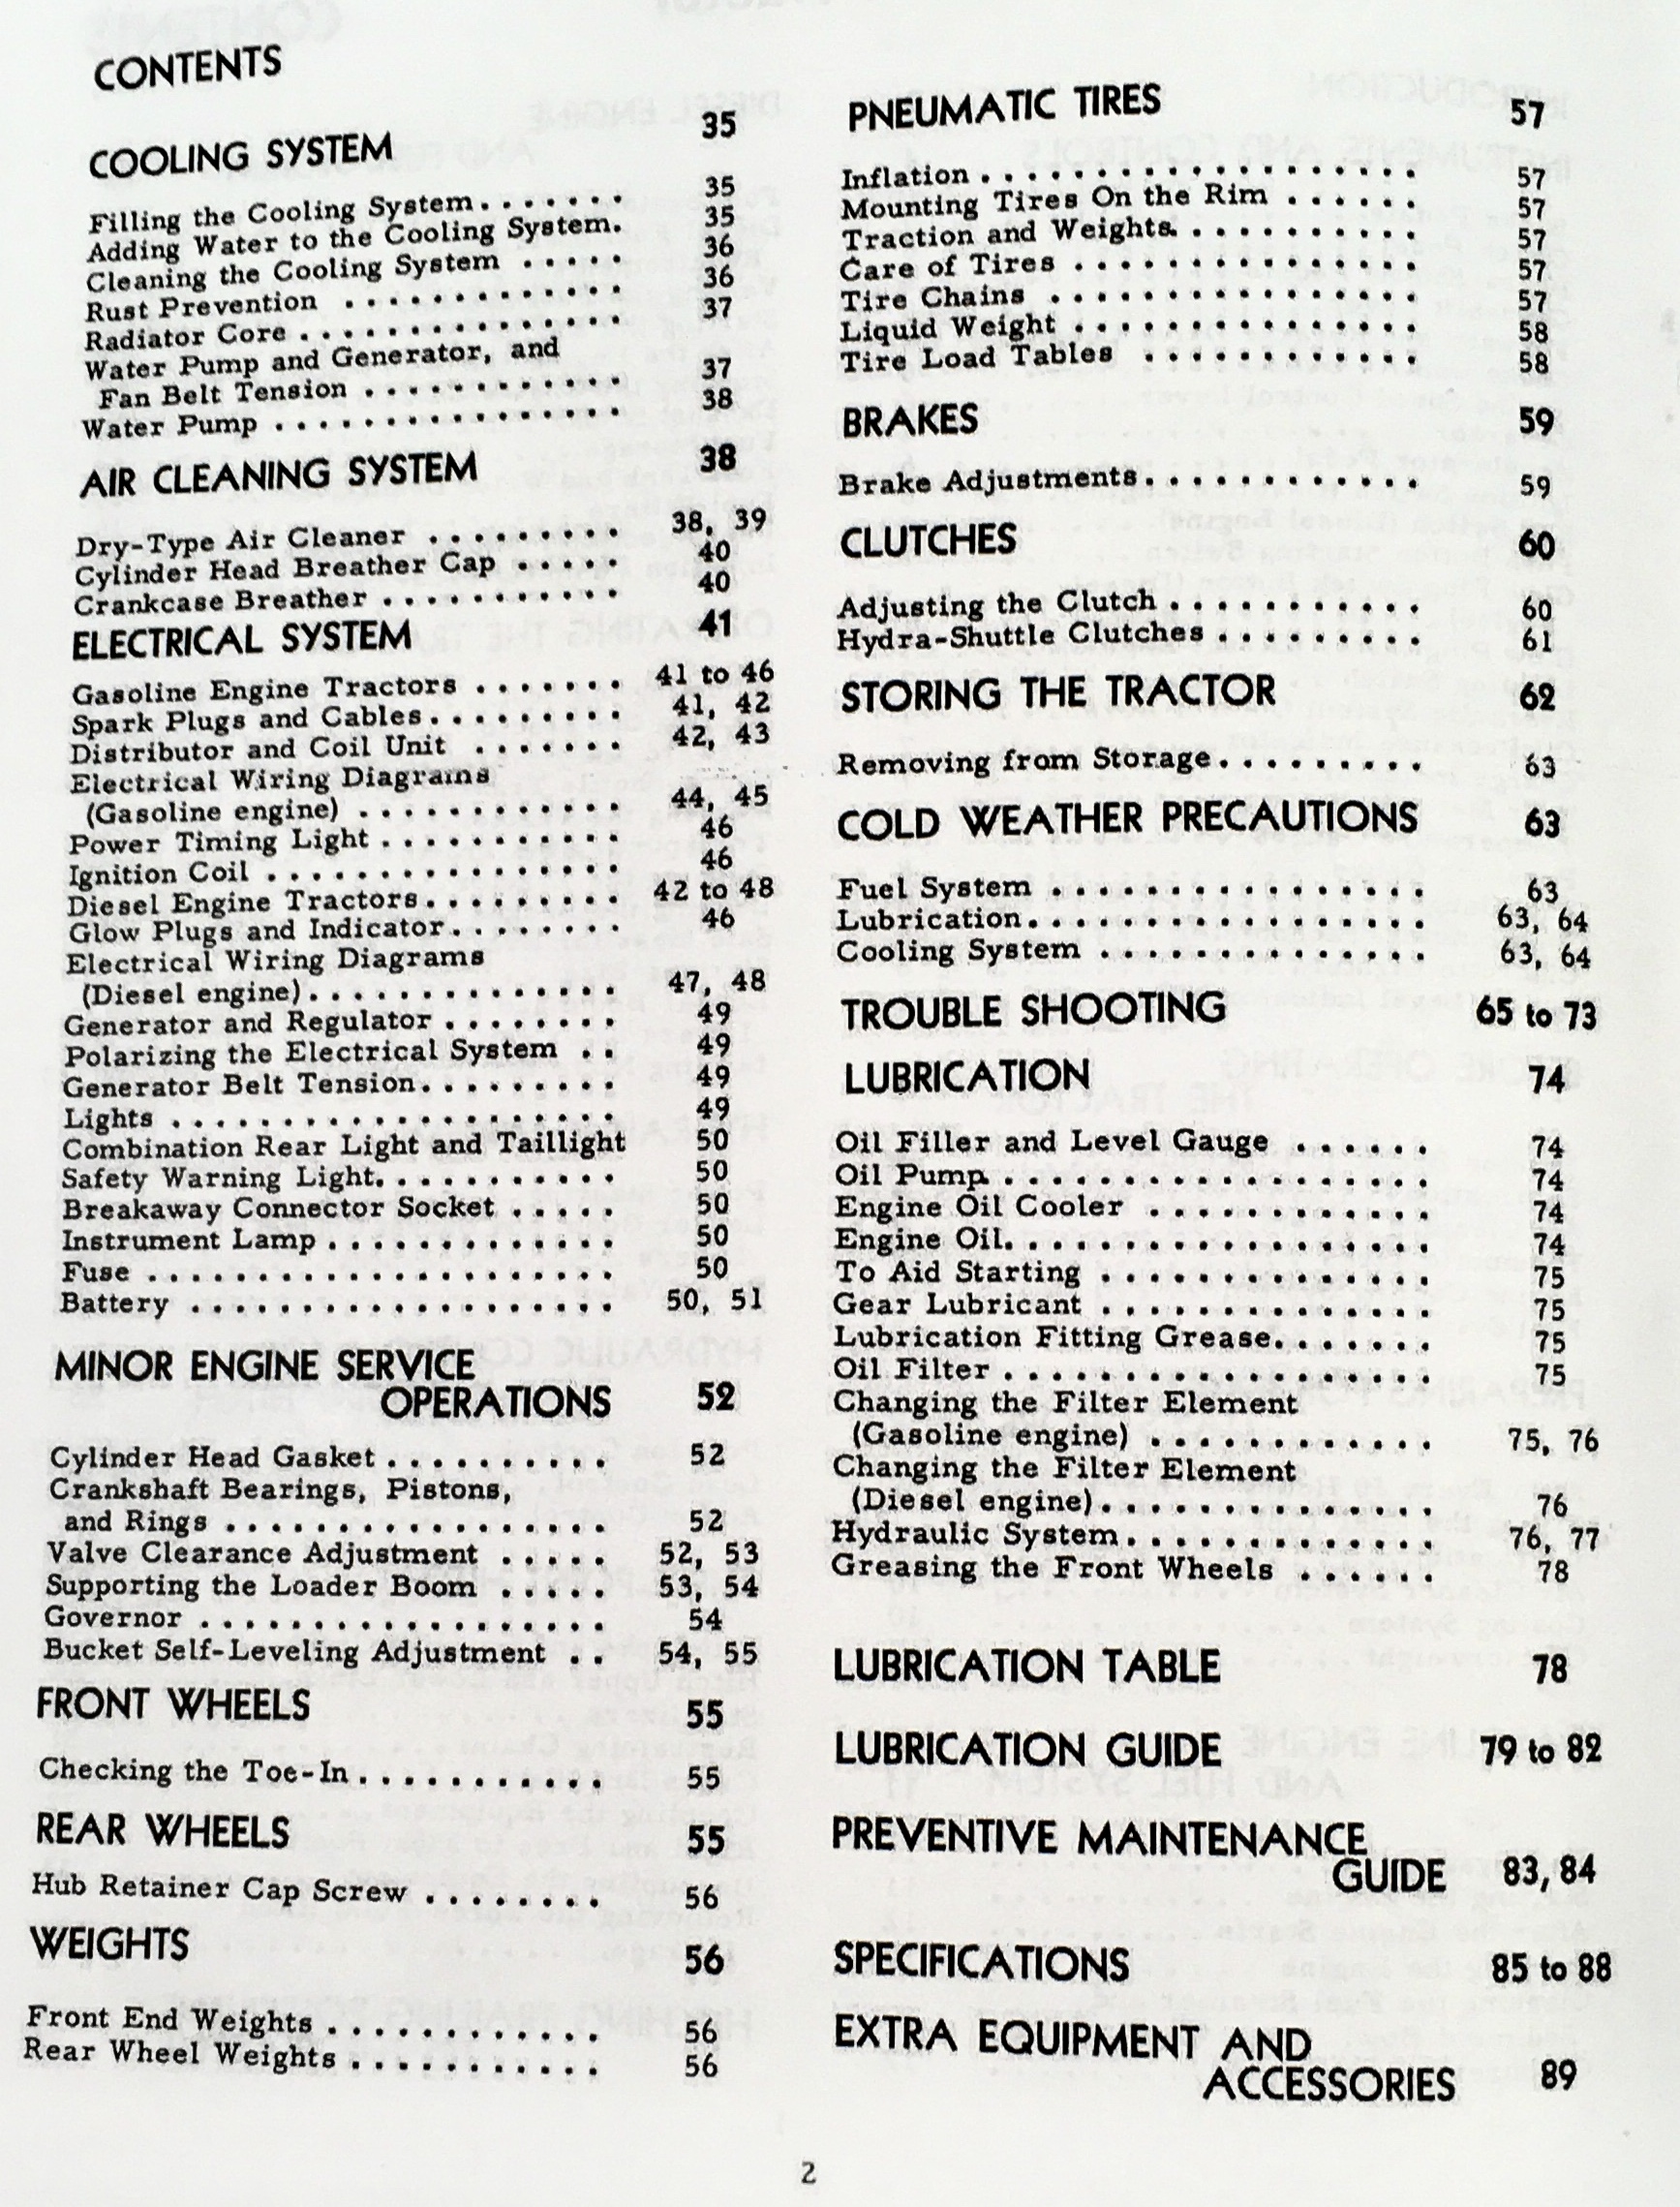 CONTENTS
COOLING SYSTEM 35
Filling the Cooling System....... 35
Adding Water to the Cooling System. 35
Cleaning the Cooling System ..... 36
Rust Prevention ............. 36
Radiator Core............... 37
Water Pump and Generator, and
Fan Belt Tension ............ 37
Water Pump ............... 38
AIR CLEANING SYSTEM 38
Dry-Type Air Cleaner ......... 38, 39
Cylinder Head Breather Cap ..... 40
Crankcase Breather ........... 40
ELECTRICAL SYSTEM 41
Gasoline Engine Tractors ....... 41 to 46
Spark Plugs and Cables......... 41, 42
Distributor and Coil Unit ....... 42, 43
Electrical Wiring Diagrams
(Gasoline engine) ............ 44, 45
Power Timing Light ........... 46
Ignition Coil ................ 46
Diesel Engine Tractors......... 42 to 48
Glow Plugs and Indicator........ 46
Electrical Wiring Diagrams
(Diesel engine).............. 47, 48
Generator and Regulator ........ 49
Polarizing the Electrical System .. 49
Generator Belt Tension......... 49
Lights .................... 49
Combination Rear Light and Taillight 50
Safety Warning Light........... 50
Breakaway Connector Socket ..... 50
Instrument Lamp ............. 50
Fuse ..................... 50
Battery ................... 50, 51
MINOR ENGINE SERVICE
OPERATIONS 52
Cylinder Head Gasket .......... 52
Crankshaft Bearings, Pistons,
and Rings ................. 52
Valve Clearance Adjustment ..... 52, 53
Supporting the Loader Boom ..... 53, 54
Governor .................. 54
Bucket Self-Leveling Adjustment .. 54, 55
FRONT WHEELS 55
Checking the Toe-In........... 55
REAR WHEELS 55
Hub Retainer Cap Screw ........ 56
WEIGHTS 56
Front End Weights ............ 56
Rear Wheel Weights ........... 56
PNEUMATIC TIRES 57
Inflation ................... 57
Mounting Tires On the Rim ...... 57
Traction and Weights........... 57
Care of Tires ............... 57
Tire Chains ................ 57
Liquid Weight ............... 58
Tire Load Tables ............ 58
BRAKES 59
Brake Adjustments............ 59
CLUTCHES 60
Adjusting the Clutch ........... 60
Hydra-Shuttle Clutches ......... 61
STORING THE TRACTOR 62
Removing from Storage......... 63
COLD WEATHER PRECAUTIONS 63
Fuel System ................ 63
Lubrication................. 63, 64
Cooling System .............. 63, 64
TROUBLE SHOOTING 65 to 73
LUBRICATION 74
Oil Filler and Level Gauge ...... 74
Oil Pump .................. 74
Engine Oil Cooler ............ 74
Engine Oil.................. 74
To Aid Starting .............. 75
Gear Lubricant .............. 75
Lubrication Fitting Grease....... 75
Oil Filter .................. 75
Changing the Filter Element
(Gasoline engine) ............ 75, 76
Changing the Filter Element
(Diesel engine).............. 76
Hydraulic System............. 76, 77
Greasing the Front Wheels ...... 78
LUBRICATION TABLE 78
LUBRICATION GUIDE 79 to 82
PREVENTIVE MAINTENANCE
GUIDE 83, 84
SPECIFICATIONS 85 to 88
EXTRA EQUIPMENT AND
ACCESSORIES 89
2